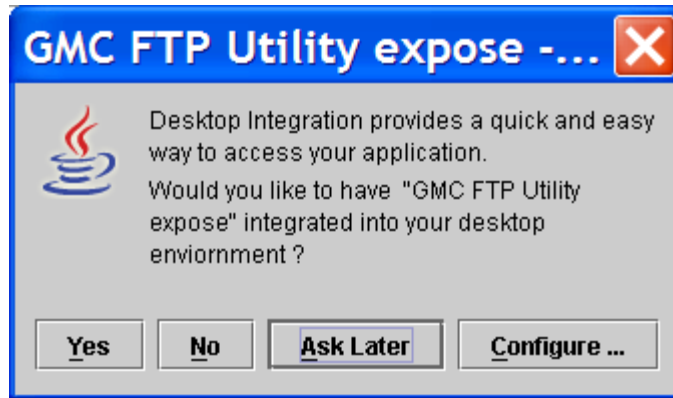 GMC FTP Utility expose -...
Desktop Integration provides a quick and easy
way to access your application.
Would you like to have "GMC FTP Utility
expose" integrated into your desktop
enviornment ?
Yes No Ask Later Configure ...